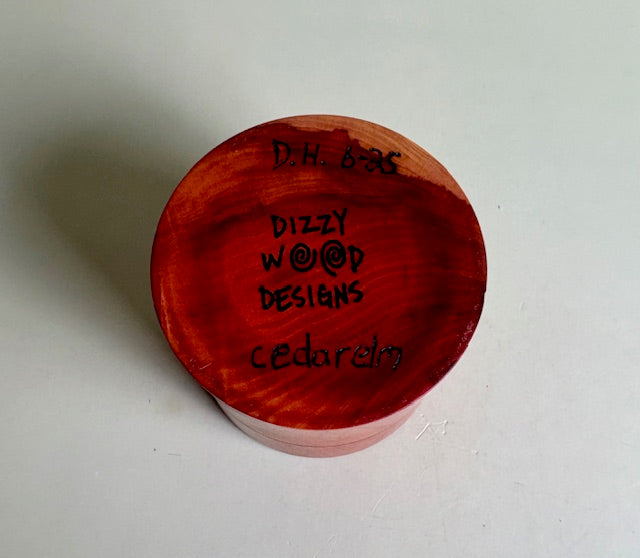 D.H. 6-25
DIZZY
WOOD
DESIGNS
cedarelm